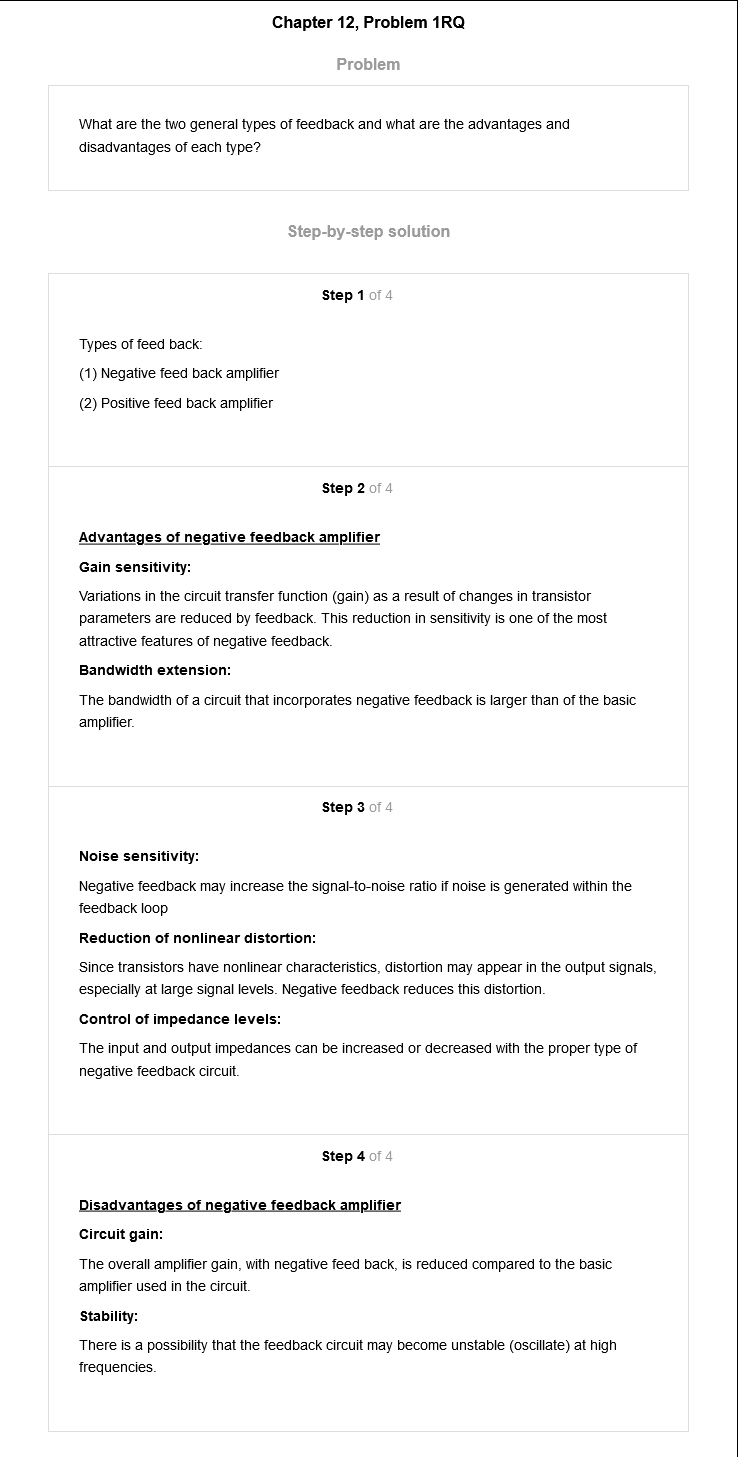 Chapter 12, Problem 1RQ
Problem
What are the two general types of feedback and what are the advantages and
disadvantages of each type?
Step-by-step solution
Step 1 of 4
Types of feed back:
(1) Negative feed back amplifier
(2) Positive feed back amplifier
Step 2 of 4
Advantages of negative feedback amplifier
Gain sensitivity:
Variations in the circuit transfer function (gain) as a result of changes in transistor
parameters are reduced by feedback. This reduction in sensitivity is one of the most
attractive features of negative feedback.
Bandwidth extension:
The bandwidth of a circuit that incorporates negative feedback is larger than of the basic
amplifier.
Step 3 of 4
Noise sensitivity:
Negative feedback may increase the signal-to-noise ratio if noise is generated within the
feedback loop
Reduction of nonlinear distortion:
Since transistors have nonlinear characteristics, distortion may appear in the output signals,
especially at large signal levels. Negative feedback reduces this distortion.
Control of impedance levels:
The input and output impedances can be increased or decreased with the proper type of
negative feedback circuit.
Step 4 of 4
Disadvantages of negative feedback amplifier
Circuit gain:
The overall amplifier gain, with negative feed back, is reduced compared to the basic
amplifier used in the circuit.
Stability:
There is a possibility that the feedback circuit may become unstable (oscillate) at high
frequencies.